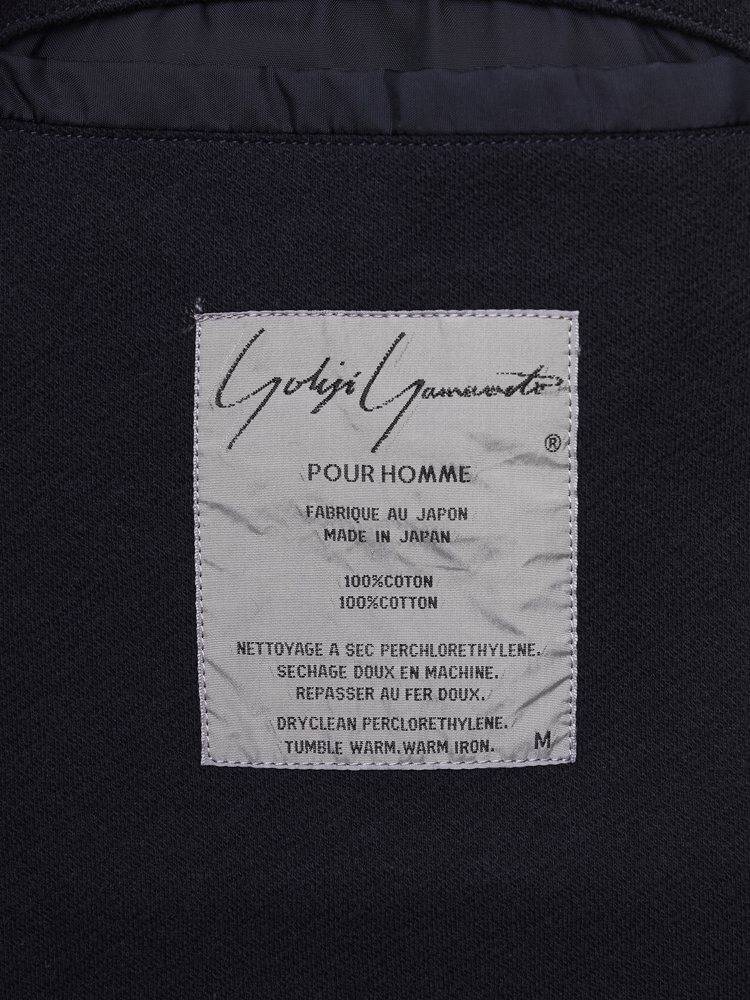 Yohji Yamamoto
®
POUR HOMME
FABRIQUE AU JAPON
MADE IN JAPAN
100%COTON
100%COTTON
NETTOYAGE A SEC PERCHLORETHYLENE.
SECHAGE DOUX EN MACHINE.
REPASSER AU FER DOUX.
DRYCLEAN PERCLORETHYLENE.
TUMBLE WARM.WARM IRON.
M